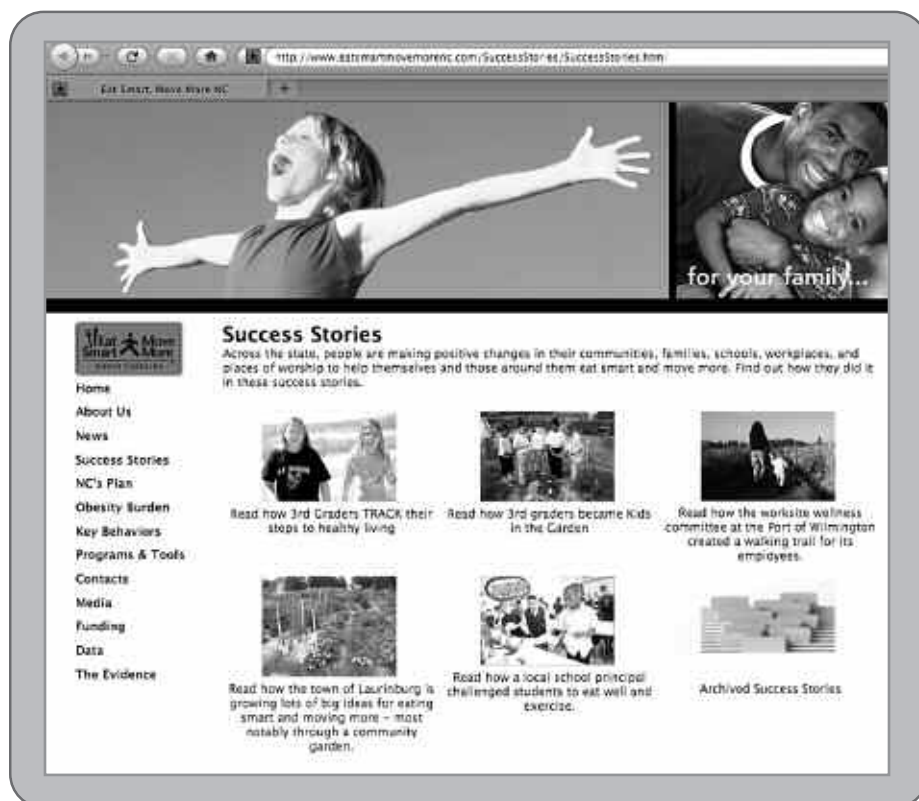 http://www.eatsmartmovemorenc.com/SuccessStories/SuccessStories.html
Eat Smart, Move More NC
for your family...
Eat Smart Move More
NORTH CAROLINA
Home
About Us
News
Success Stories
NC's Plan
Obesity Burden
Key Behaviors
Programs & Tools
Contacts
Media
Funding
Data
The Evidence
Success Stories
Across the state, people are making positive changes in their communities, families, schools, workplaces, and
places of worship to help themselves and those around them eat smart and move more. Find out how they did it
in these success stories.
Read how 3rd Graders TRACK their
steps to healthy living
Read how 3rd graders became Kids
in the Garden
Read how the worksite wellness
committee at the Port of Wilmington
created a walking trail for its
employees.
Read how the town of Laurinburg is
growing lots of big ideas for eating
smart and moving more – most
notably through a community
garden.
Read how a local school principal
challenged students to eat well and
exercise.
Archived Success Stories